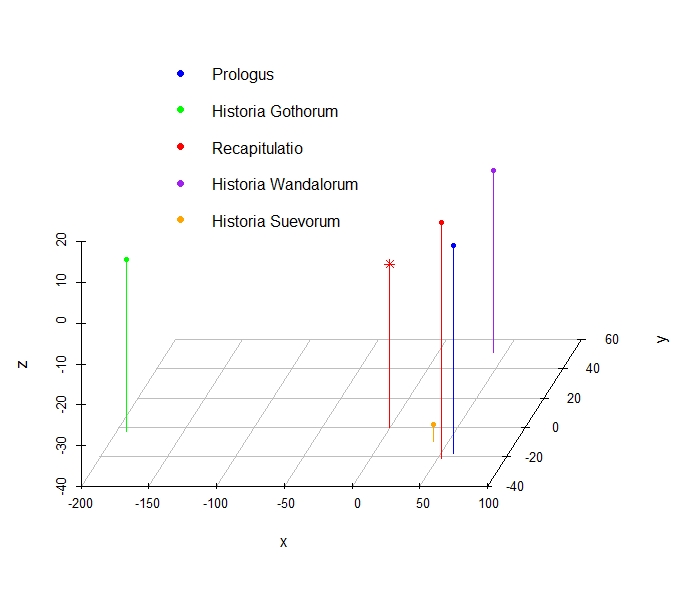 Prologus
Historia Gothorum
Recapitulatio
Historia Wandalorum
Historia Suevorum
20
10
0
-10
-20
-30
-40
z
60
40
20
0
-20
-40
y
-200 -150 -100 -50 0 50 100
x